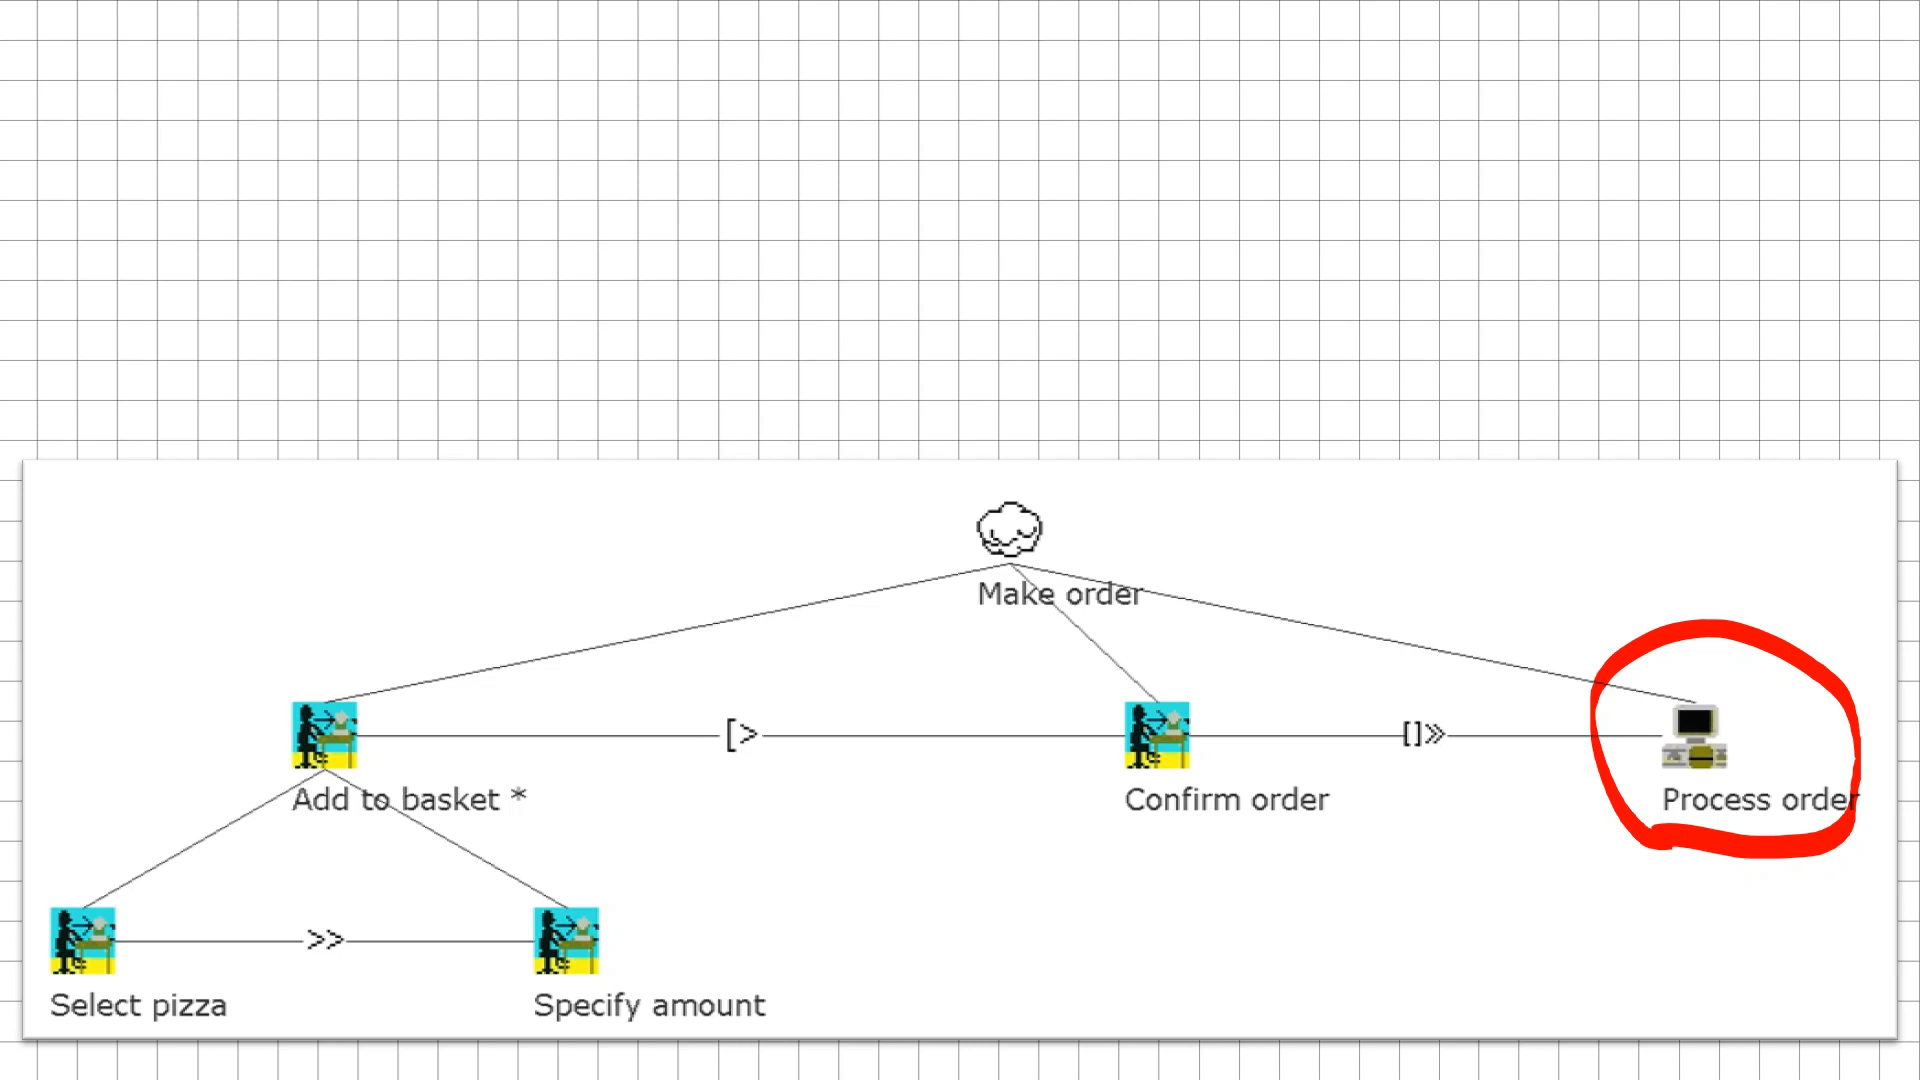 Make order
[>
[]>>
Add to basket *
Confirm order
Process order
>>
Select pizza
Specify amount